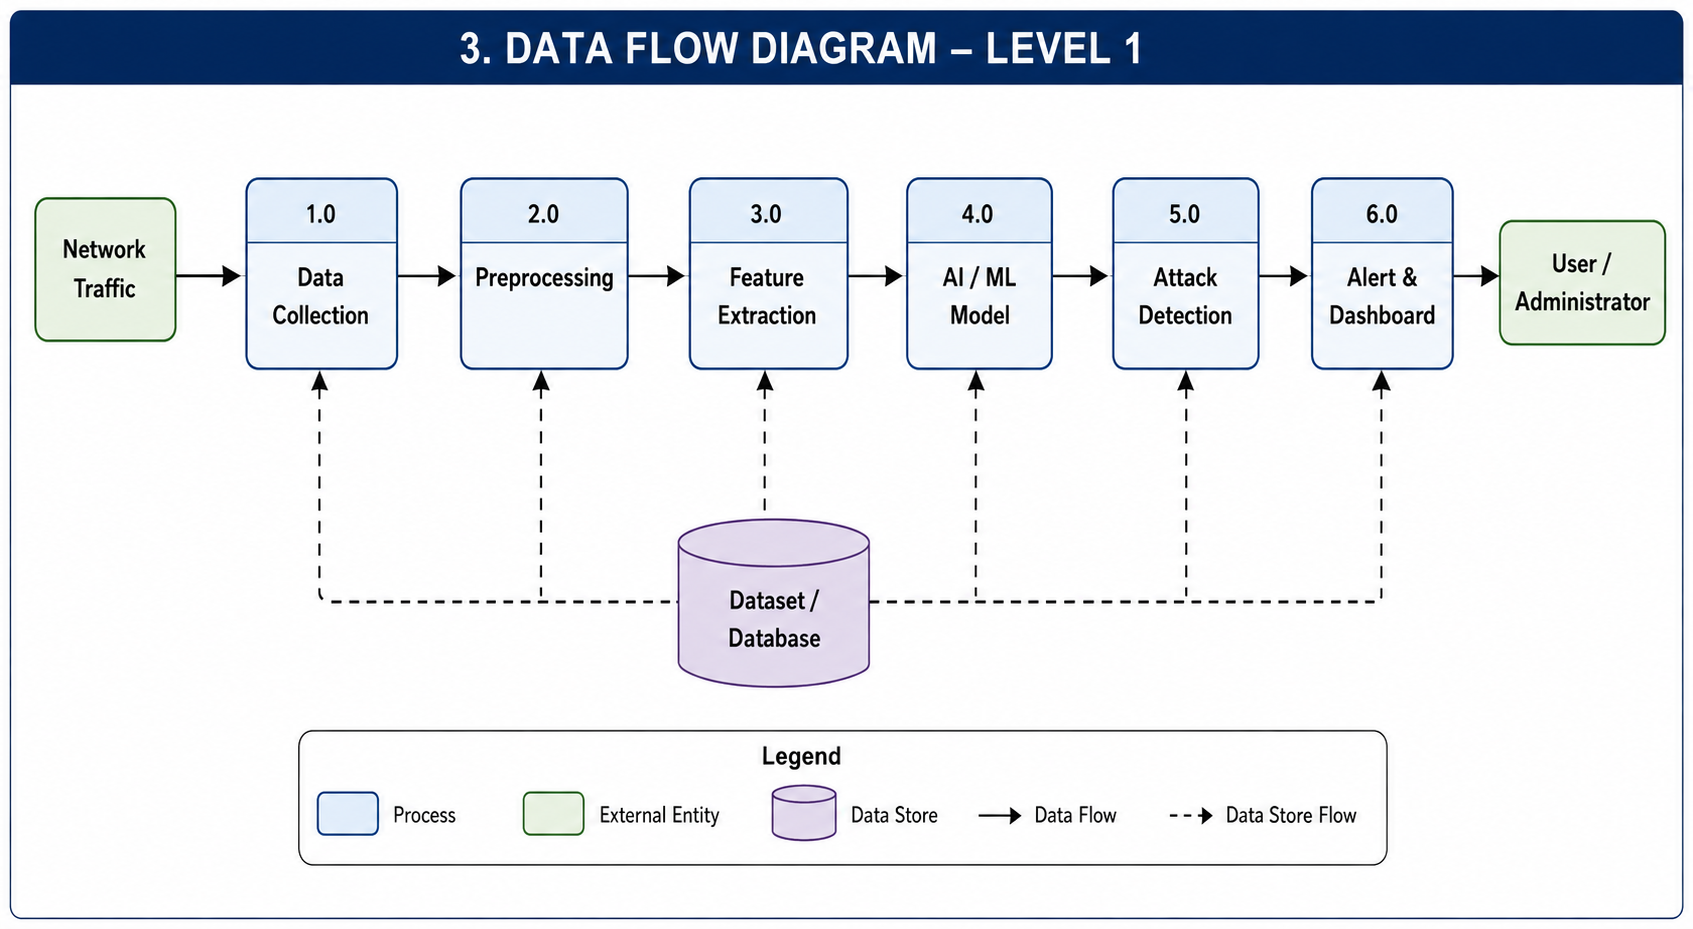 3. DATA FLOW DIAGRAM – LEVEL 1
Network
Traffic
1.0
Data
Collection
2.0
Preprocessing
3.0
Feature
Extraction
4.0
AI / ML
Model
5.0
Attack
Detection
6.0
Alert &
Dashboard
User /
Administrator
Dataset /
Database
Legend
Process
External Entity
Data Store
Data Flow
Data Store Flow